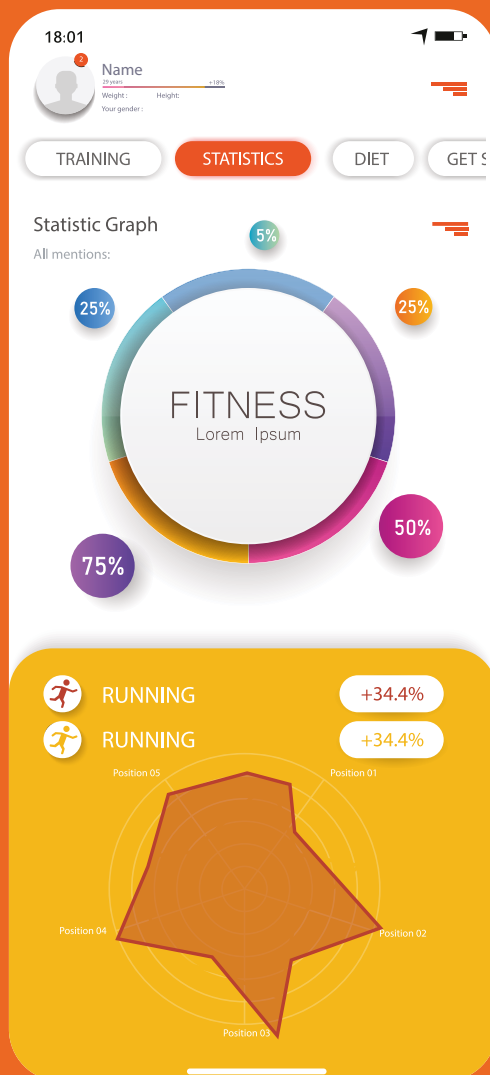 18:01
2
Name
29 years +18%
Weight : Height:
Your gender :
TRAINING STATISTICS DIET GET S
Statistic Graph
All mentions:
5%
25% 25%
FITNESS
Lorem Ipsum
50%
75%
RUNNING +34.4%
RUNNING +34.4%
Position 05 Position 01
Position 04 Position 02
Position 03